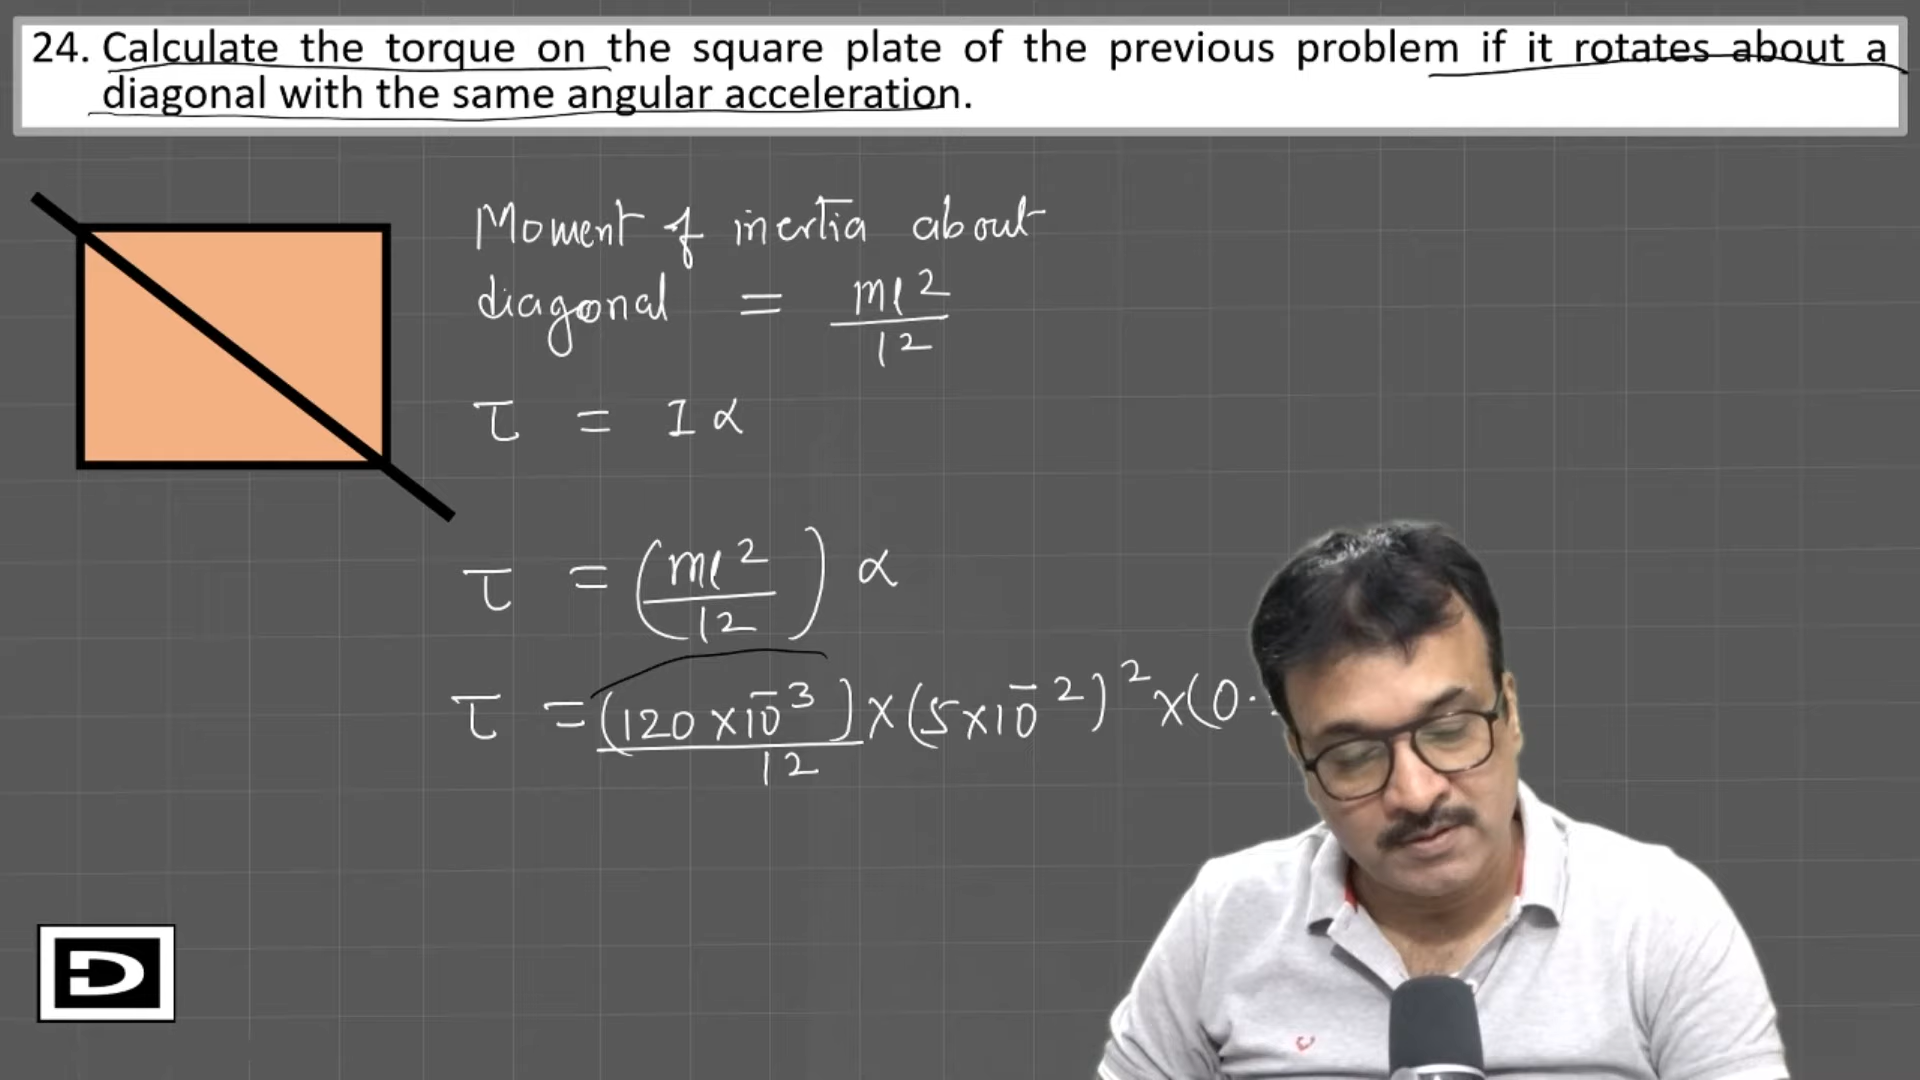 24. Calculate the torque on the square plate of the previous problem if it rotates about a
diagonal with the same angular acceleration.
Moment of inertia about
diagonal = ml²/12
τ = Iα
τ = (ml²/12) α
τ = (120×10⁻³)/12 × (5×10⁻²)² × (0.
D